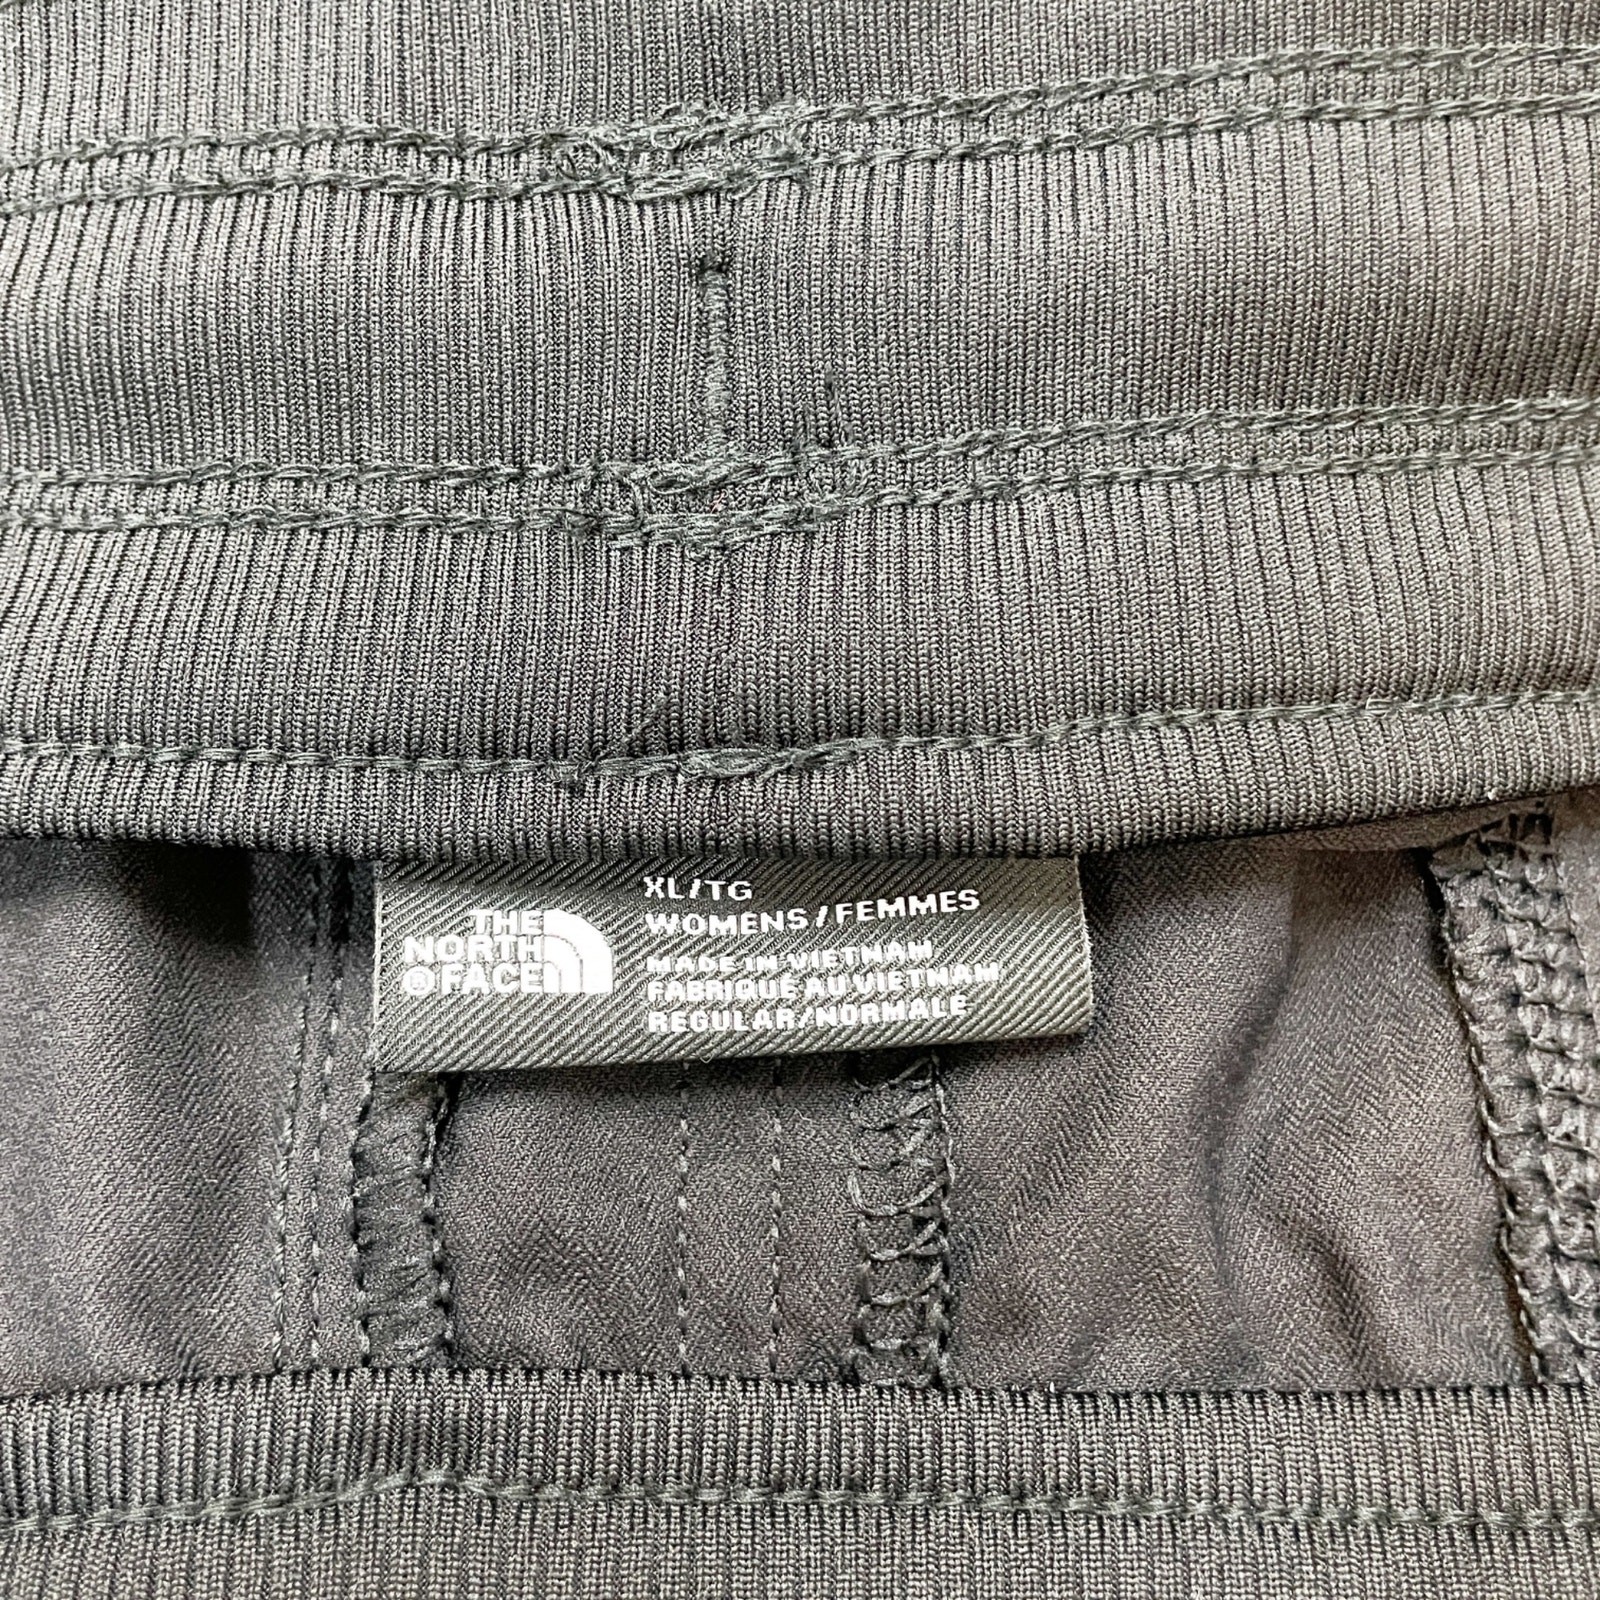 THE
NORTH
®FACE
XL/TG
WOMENS/FEMMES
MADE IN VIETNAM
FABRIQUÉ AU VIETNAM
REGULAR/NORMALE